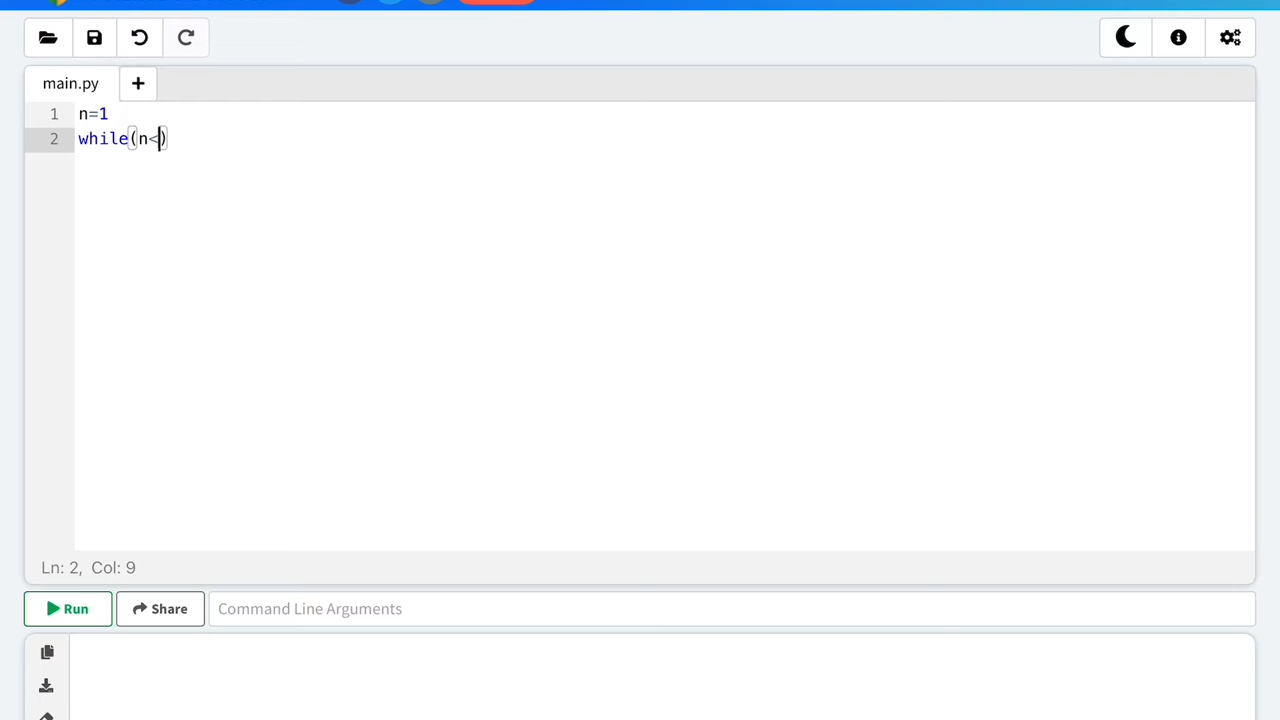 main.py
1 n=1
2 while(n<)
Ln: 2, Col: 9
Run Share Command Line Arguments